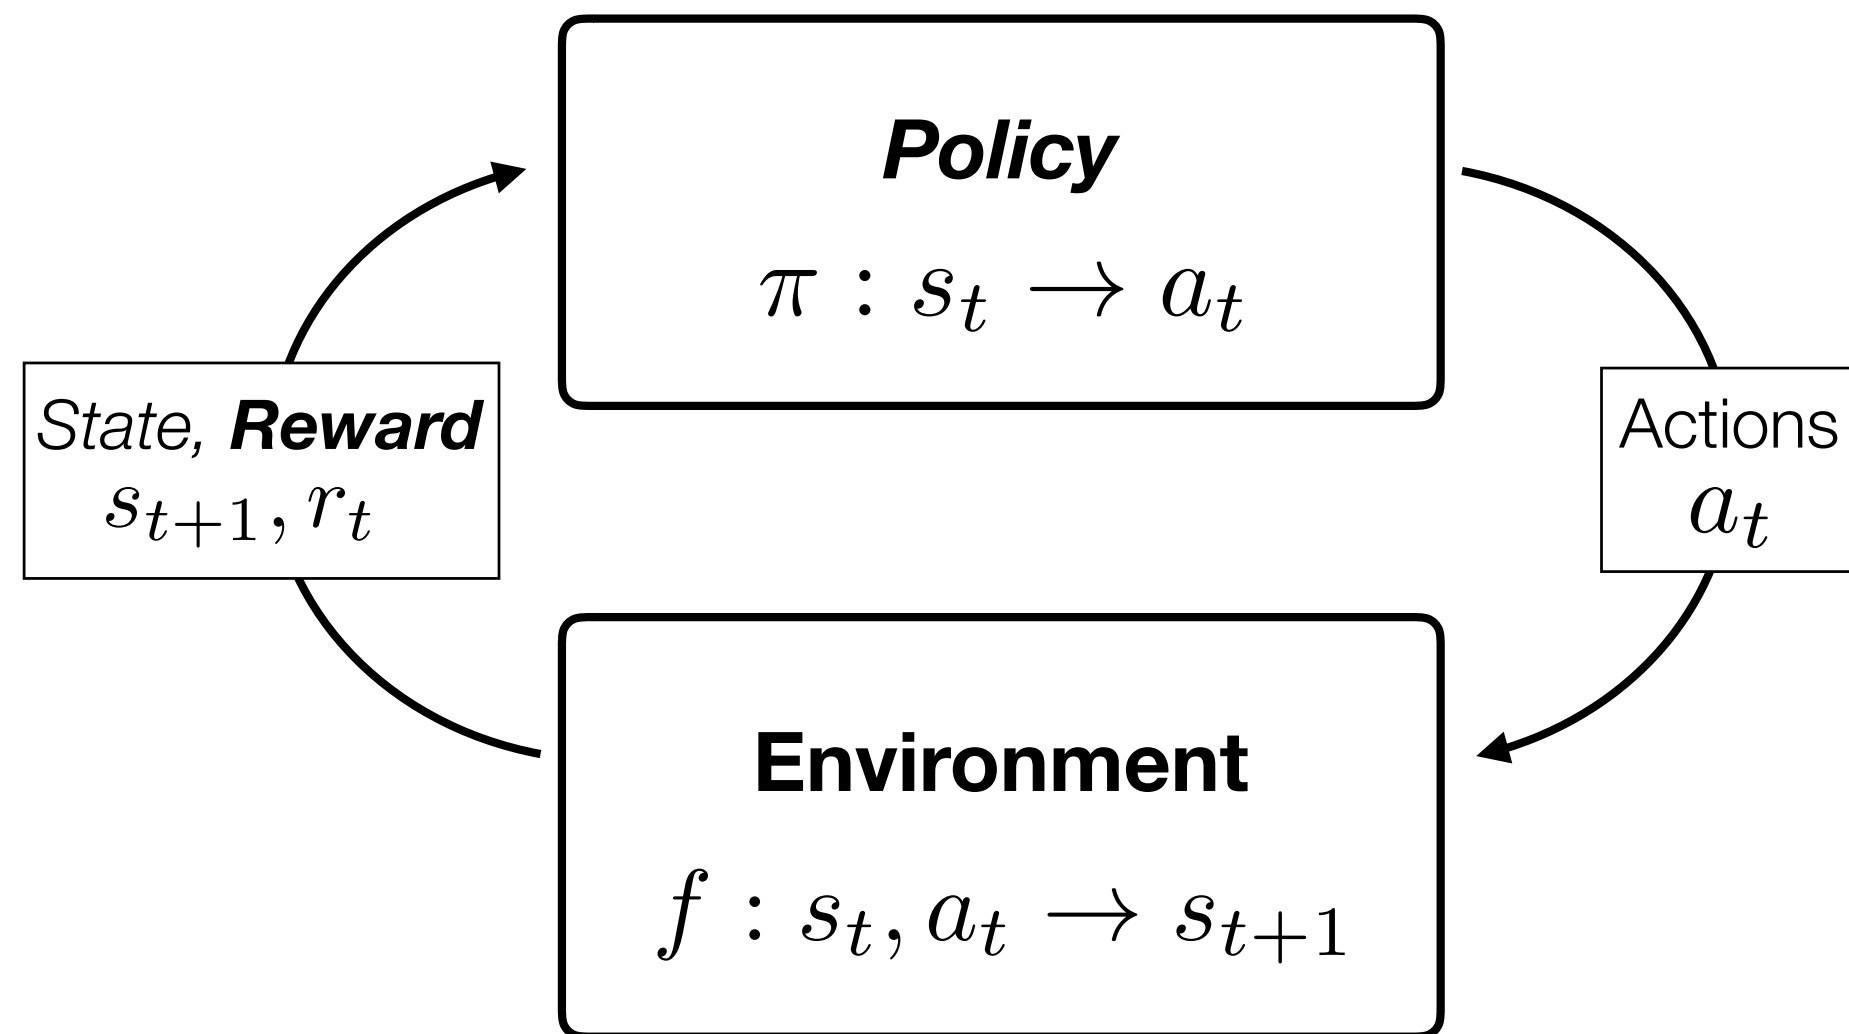 Policy
π : s_t → a_t
State, Reward
s_{t+1}, r_t
Actions
a_t
Environment
f : s_t, a_t → s_{t+1}